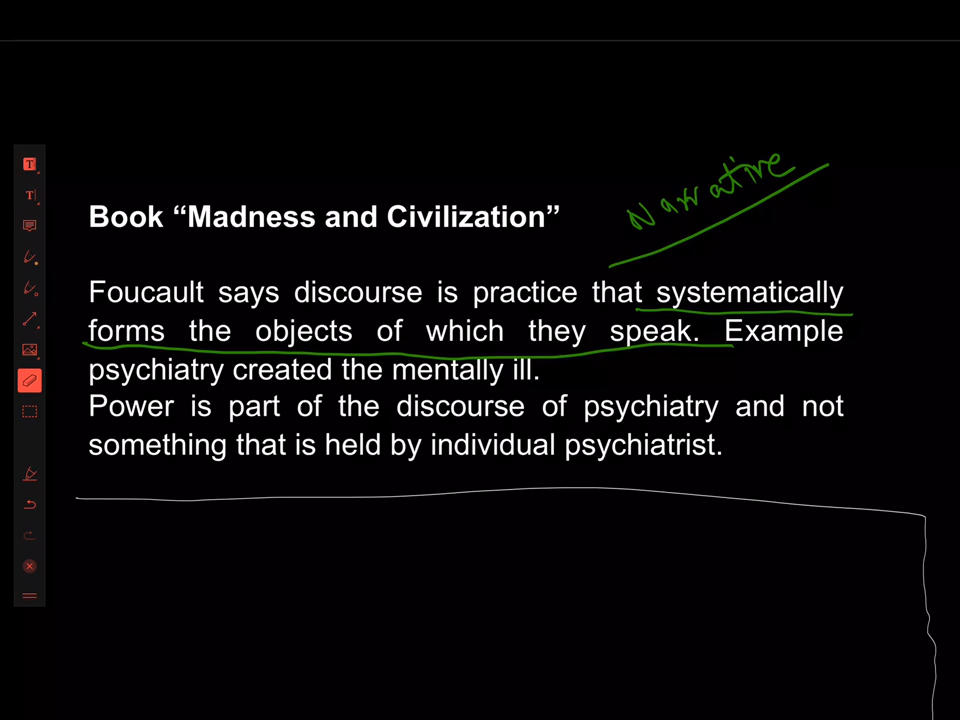 Narrative
Book “Madness and Civilization”
Foucault says discourse is practice that systematically
forms the objects of which they speak. Example
psychiatry created the mentally ill.
Power is part of the discourse of psychiatry and not
something that is held by individual psychiatrist.